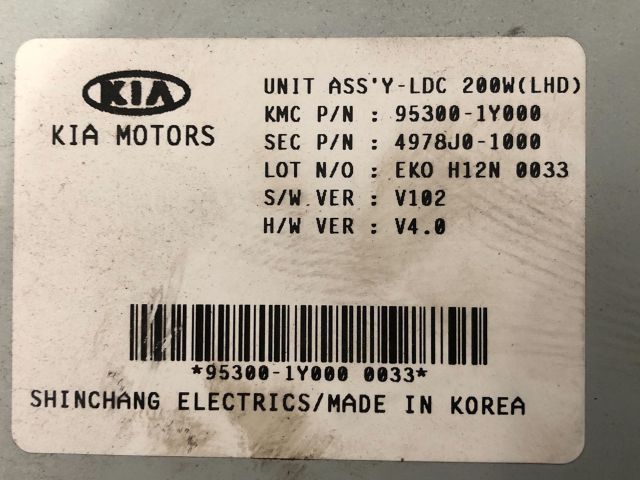 KIA
KIA MOTORS
UNIT ASS'Y-LDC 200W(LHD)
KMC P/N : 95300-1Y000
SEC P/N : 4978J0-1000
LOT N/O : EKO H12N 0033
S/W VER : V102
H/W VER : V4.0
*95300-1Y000 0033*
SHINCHANG ELECTRICS/MADE IN KOREA